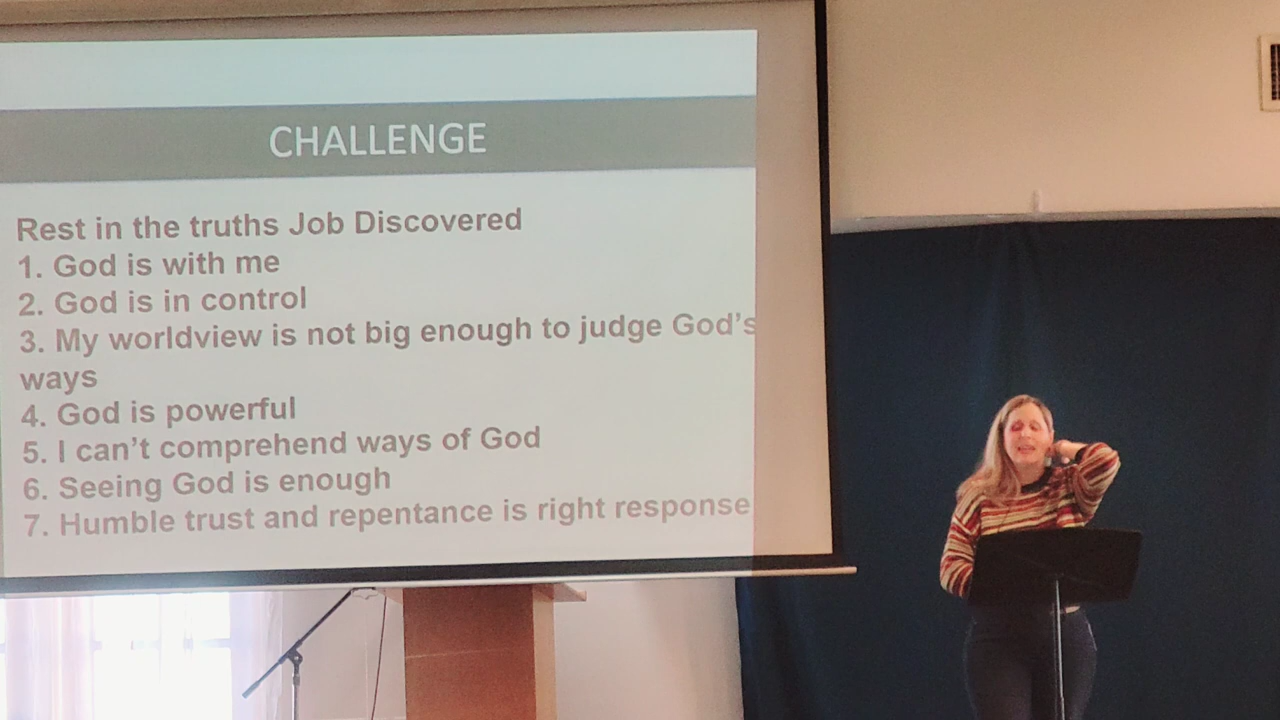 CHALLENGE
Rest in the truths Job Discovered
1. God is with me
2. God is in control
3. My worldview is not big enough to judge God's
ways
4. God is powerful
5. I can't comprehend ways of God
6. Seeing God is enough
7. Humble trust and repentance is right response